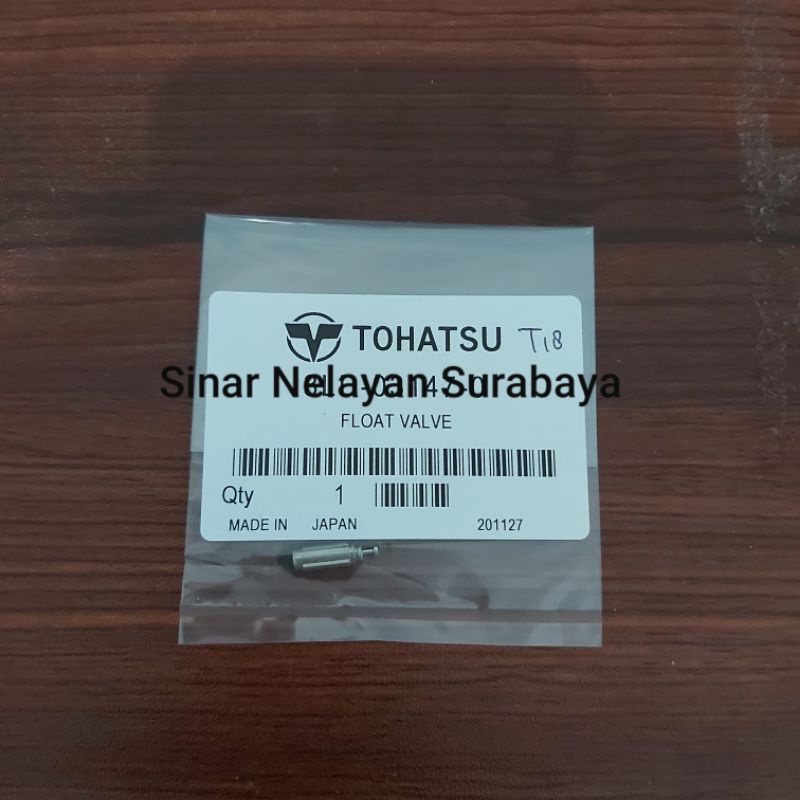 TOHATSU T18
Sinar Nelayan Surabaya
FLOAT VALVE
Qty 1
MADE IN JAPAN 201127